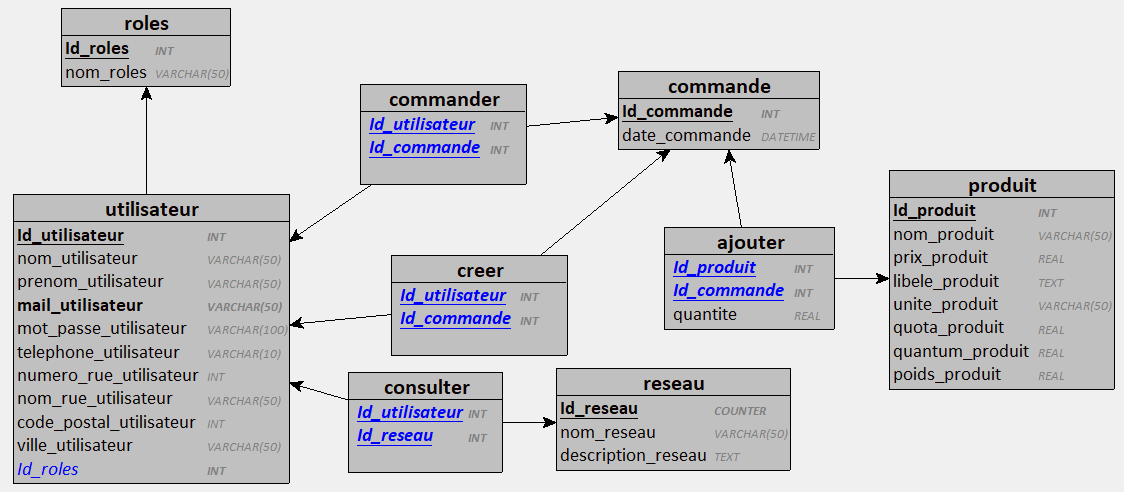 roles
Id_roles INT
nom_roles VARCHAR(50)
commander
Id_utilisateur INT
Id_commande INT
commande
Id_commande INT
date_commande DATETIME
utilisateur
Id_utilisateur INT
nom_utilisateur VARCHAR(50)
prenom_utilisateur VARCHAR(50)
mail_utilisateur VARCHAR(50)
mot_passe_utilisateur VARCHAR(100)
telephone_utilisateur VARCHAR(10)
numero_rue_utilisateur INT
nom_rue_utilisateur VARCHAR(50)
code_postal_utilisateur INT
ville_utilisateur VARCHAR(50)
Id_roles INT
creer
Id_utilisateur INT
Id_commande INT
ajouter
Id_produit INT
Id_commande INT
quantite REAL
produit
Id_produit INT
nom_produit VARCHAR(50)
prix_produit REAL
libele_produit TEXT
unite_produit VARCHAR(50)
quota_produit REAL
quantum_produit REAL
poids_produit REAL
consulter
Id_utilisateur INT
Id_reseau INT
reseau
Id_reseau COUNTER
nom_reseau VARCHAR(50)
description_reseau TEXT